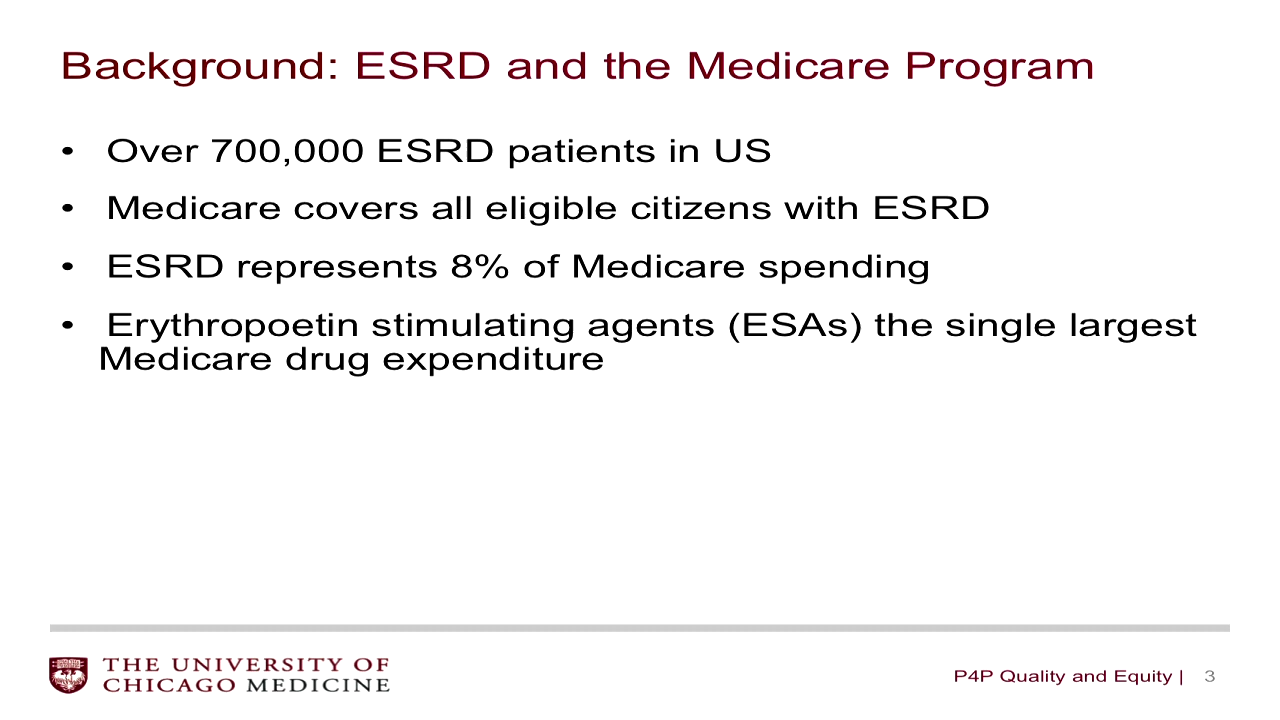 Background: ESRD and the Medicare Program
• Over 700,000 ESRD patients in US
• Medicare covers all eligible citizens with ESRD
• ESRD represents 8% of Medicare spending
• Erythropoetin stimulating agents (ESAs) the single largest
Medicare drug expenditure
THE UNIVERSITY OF
CHICAGO MEDICINE
P4P Quality and Equity | 3